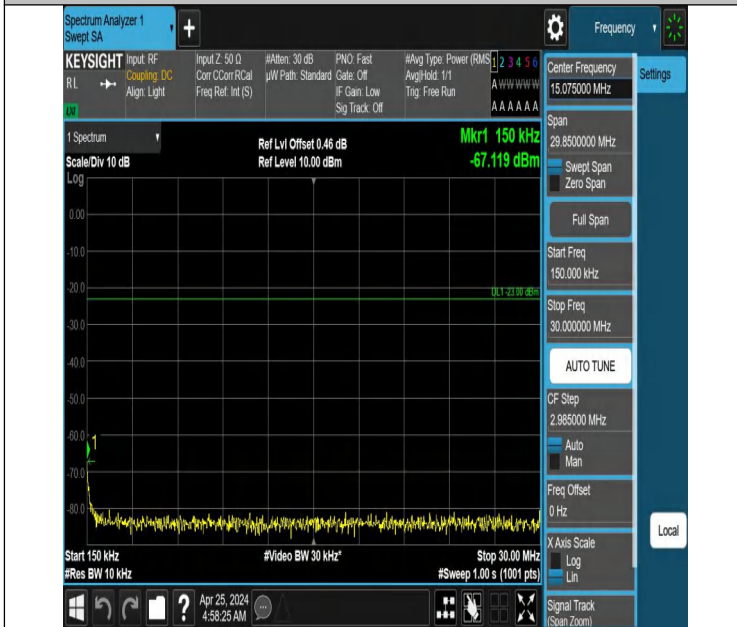 Spectrum Analyzer 1
Swept SA
+
Frequency
KEYSIGHT
RL
LNI
Input: RF
Coupling: DC
Align: Light
Input Z: 50 Ω
Corr CCorr RCal
Freq Ref: Int (S)
#Atten: 30 dB
µW Path: Standard
PNO: Fast
Gate: Off
IF Gain: Low
Sig Track: Off
#Avg Type: Power (RMS
Avg|Hold: 1/1
Trig: Free Run
1 2 3 4 5 6
A W W W W W
A A A A A A
1 Spectrum
Scale/Div 10 dB
Ref Lvl Offset 0.46 dB
Ref Level 10.00 dBm
Mkr1 150 kHz
-67.119 dBm
Log
0.00
-10.0
-20.0
DL1 -23.00 dBm
-30.0
-40.0
-50.0
-60.0
1
-70.0
-80.0
Start 150 kHz
#Res BW 10 kHz
#Video BW 30 kHz*
Stop 30.00 MHz
#Sweep 1.00 s (1001 pts)
?
Apr 25, 2024
4:58:25 AM
Center Frequency
15.075000 MHz
Settings
Span
29.8500000 MHz
Swept Span
Zero Span
Full Span
Start Freq
150.000 kHz
Stop Freq
30.000000 MHz
AUTO TUNE
CF Step
2.985000 MHz
Auto
Man
Freq Offset
0 Hz
X Axis Scale
Log
Lin
Local
Signal Track
(Span Zoom)